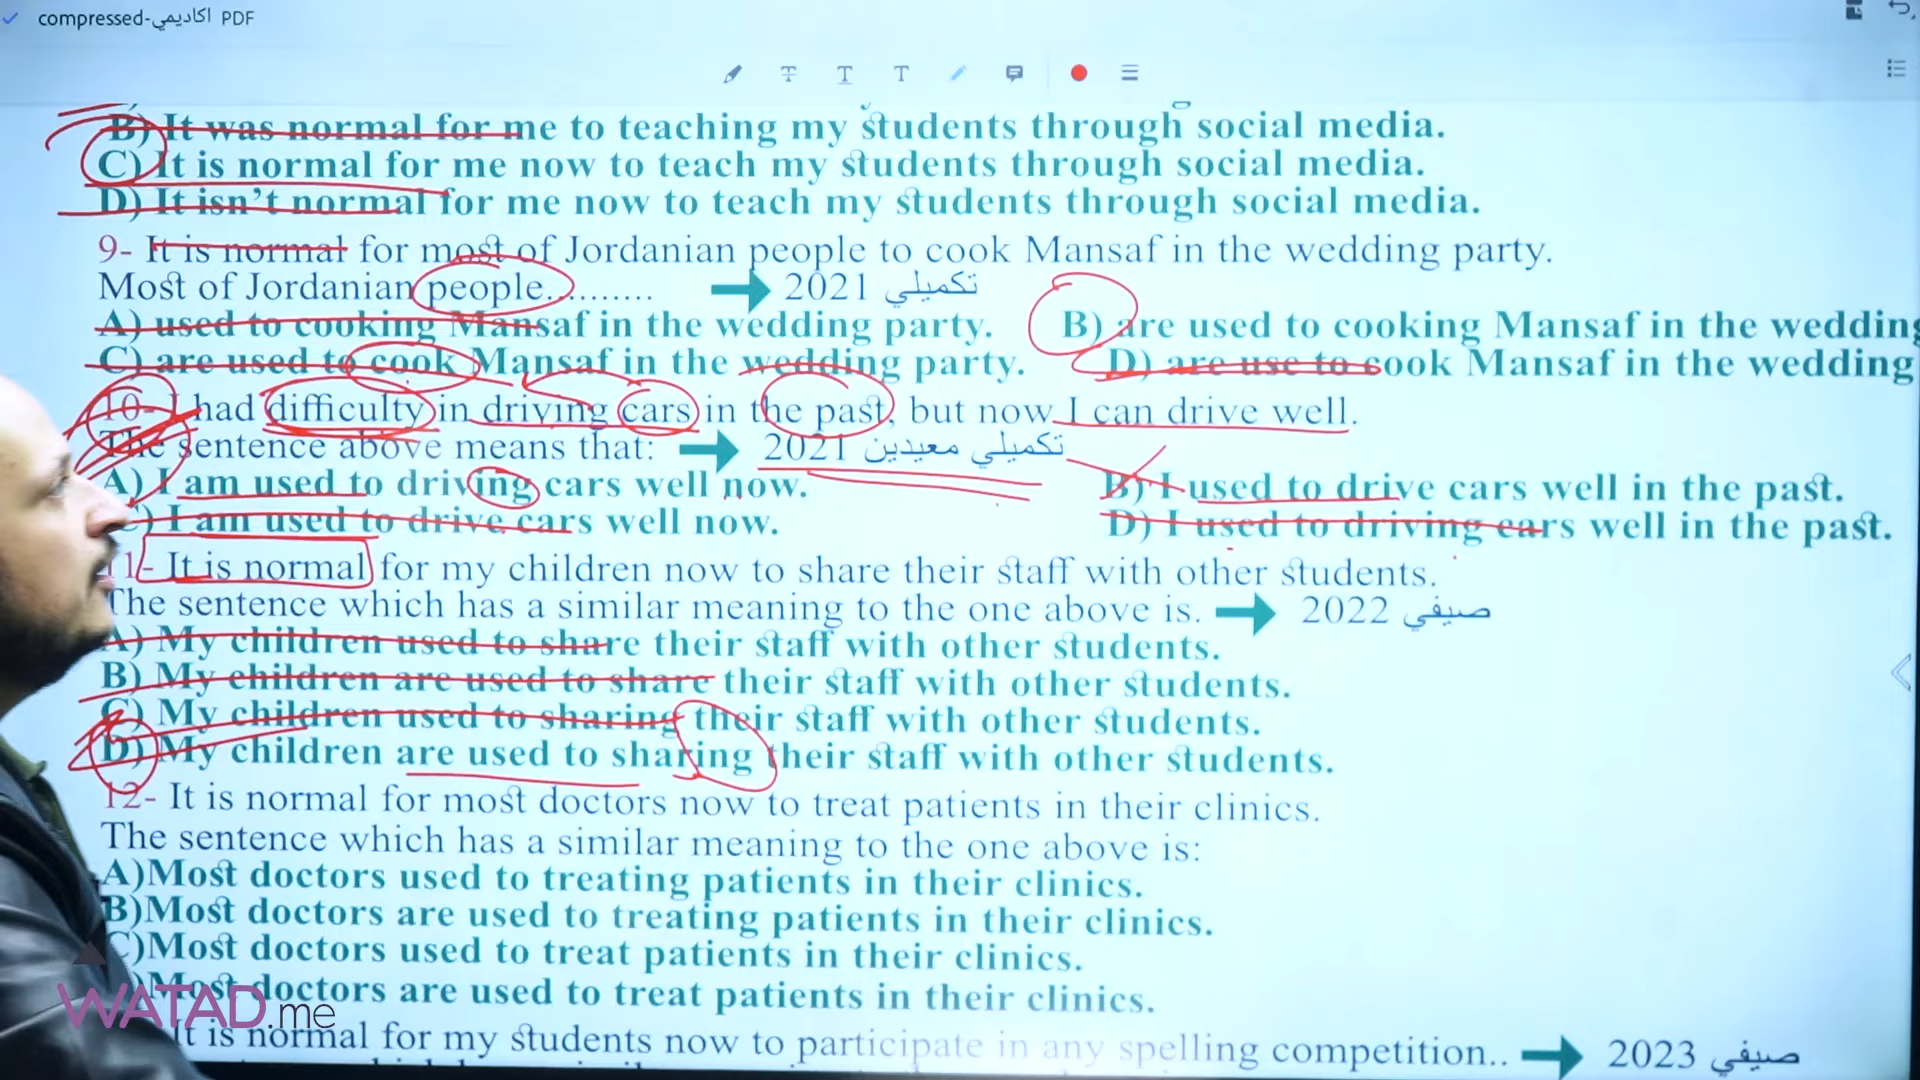 compressed-اكاديمي PDF
B) It was normal for me to teaching my students through social media.
C) It is normal for me now to teach my students through social media.
D) It isn't normal for me now to teach my students through social media.
9- It is normal for most of Jordanian people to cook Mansaf in the wedding party.
Most of Jordanian people.......... 2021 تكميلي
A) used to cooking Mansaf in the wedding party. B) are used to cooking Mansaf in the wedding
C) are used to cook Mansaf in the wedding party. D) are use to cook Mansaf in the wedding
10- I had difficulty in driving cars in the past, but now I can drive well.
The sentence above means that: 2021 تكميلي معيدين
A) I am used to driving cars well now. B) I used to drive cars well in the past.
C) I am used to drive cars well now. D) I used to driving cars well in the past.
11- It is normal for my children now to share their staff with other students.
The sentence which has a similar meaning to the one above is. 2022 صيفي
A) My children used to share their staff with other students.
B) My children are used to share their staff with other students.
C) My children used to sharing their staff with other students.
D) My children are used to sharing their staff with other students.
12- It is normal for most doctors now to treat patients in their clinics.
The sentence which has a similar meaning to the one above is:
A)Most doctors used to treating patients in their clinics.
B)Most doctors are used to treating patients in their clinics.
C)Most doctors used to treat patients in their clinics.
)Most doctors are used to treat patients in their clinics.
WATAD.me
It is normal for my students now to participate in any spelling competition.. 2023 صيفي